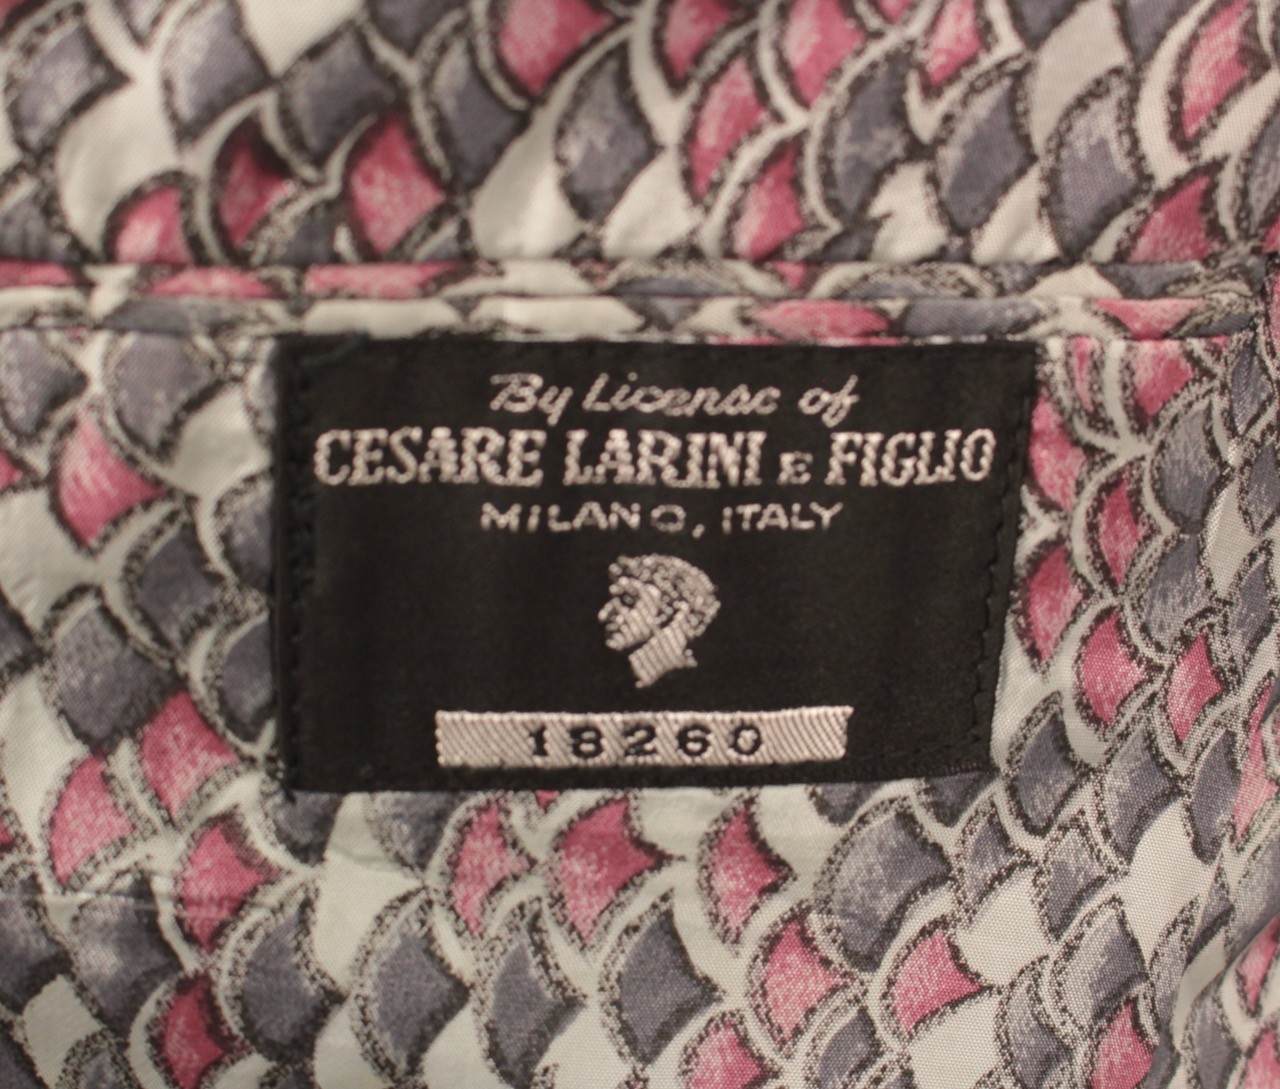 By License of
CESARE LARINI E FIGLIO
MILANO, ITALY
18260